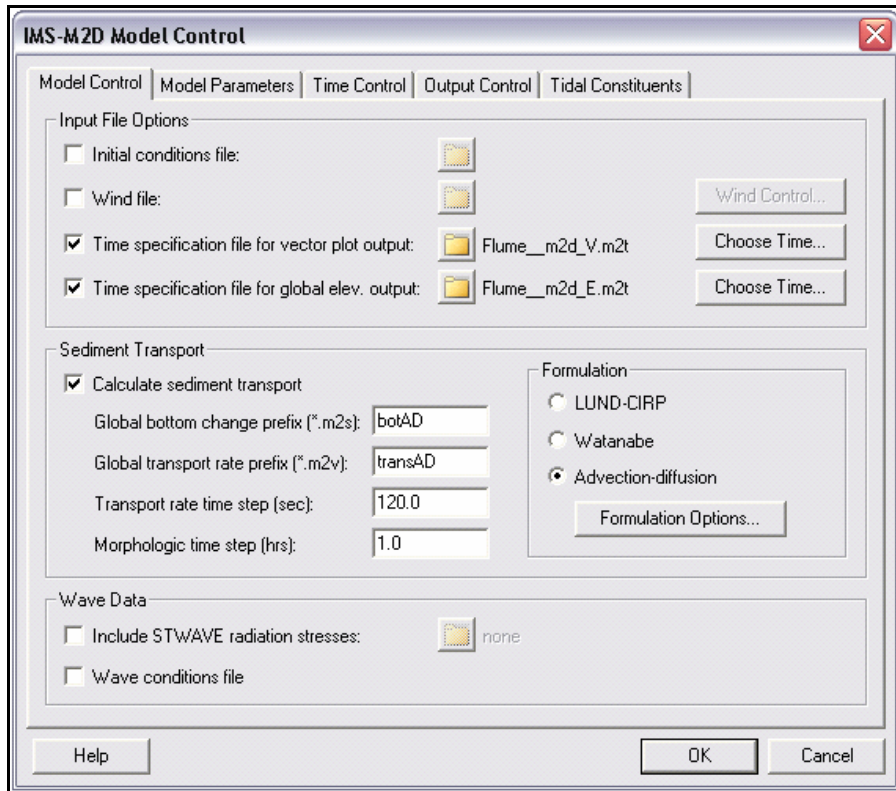 IMS-M2D Model Control
Model Control Model Parameters Time Control Output Control Tidal Constituents
Input File Options
Initial conditions file:
Wind file: Wind Control...
Time specification file for vector plot output: Flume__m2d_V.m2t Choose Time...
Time specification file for global elev. output: Flume__m2d_E.m2t Choose Time...
Sediment Transport
Calculate sediment transport
Global bottom change prefix (*.m2s): botAD
Global transport rate prefix (*.m2v): transAD
Transport rate time step (sec): 120.0
Morphologic time step (hrs): 1.0
Formulation
LUND-CIRP
Watanabe
Advection-diffusion
Formulation Options...
Wave Data
Include STWAVE radiation stresses: none
Wave conditions file
Help OK Cancel